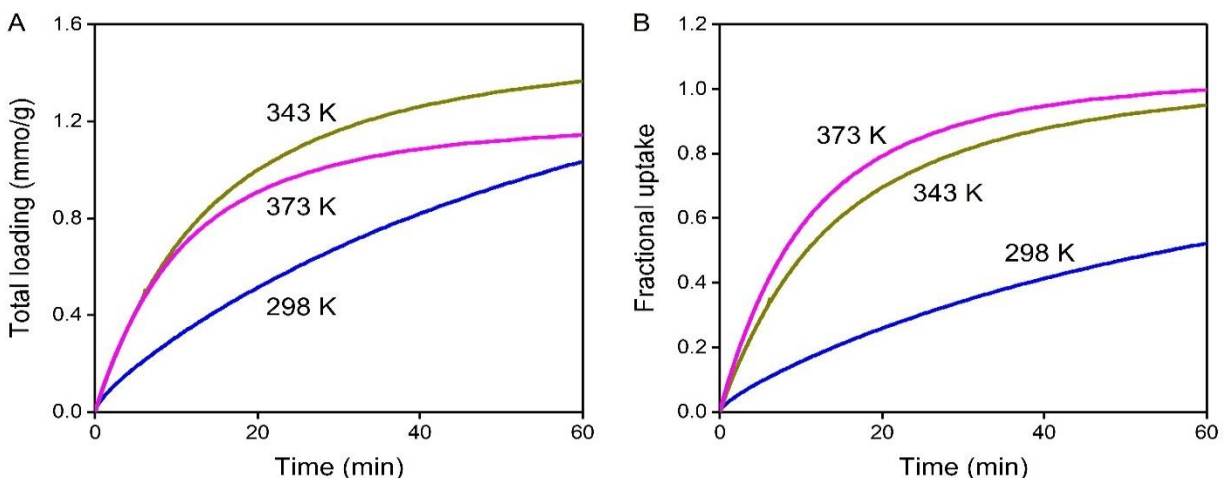 A
Total loading (mmo/g)
1.6
1.2
0.8
0.4
0.0
343 K
373 K
298 K
0
20
40
60
Time (min)
B
Fractional uptake
1.2
1.0
0.8
0.6
0.4
0.2
0.0
373 K
343 K
298 K
0
20
40
60
Time (min)